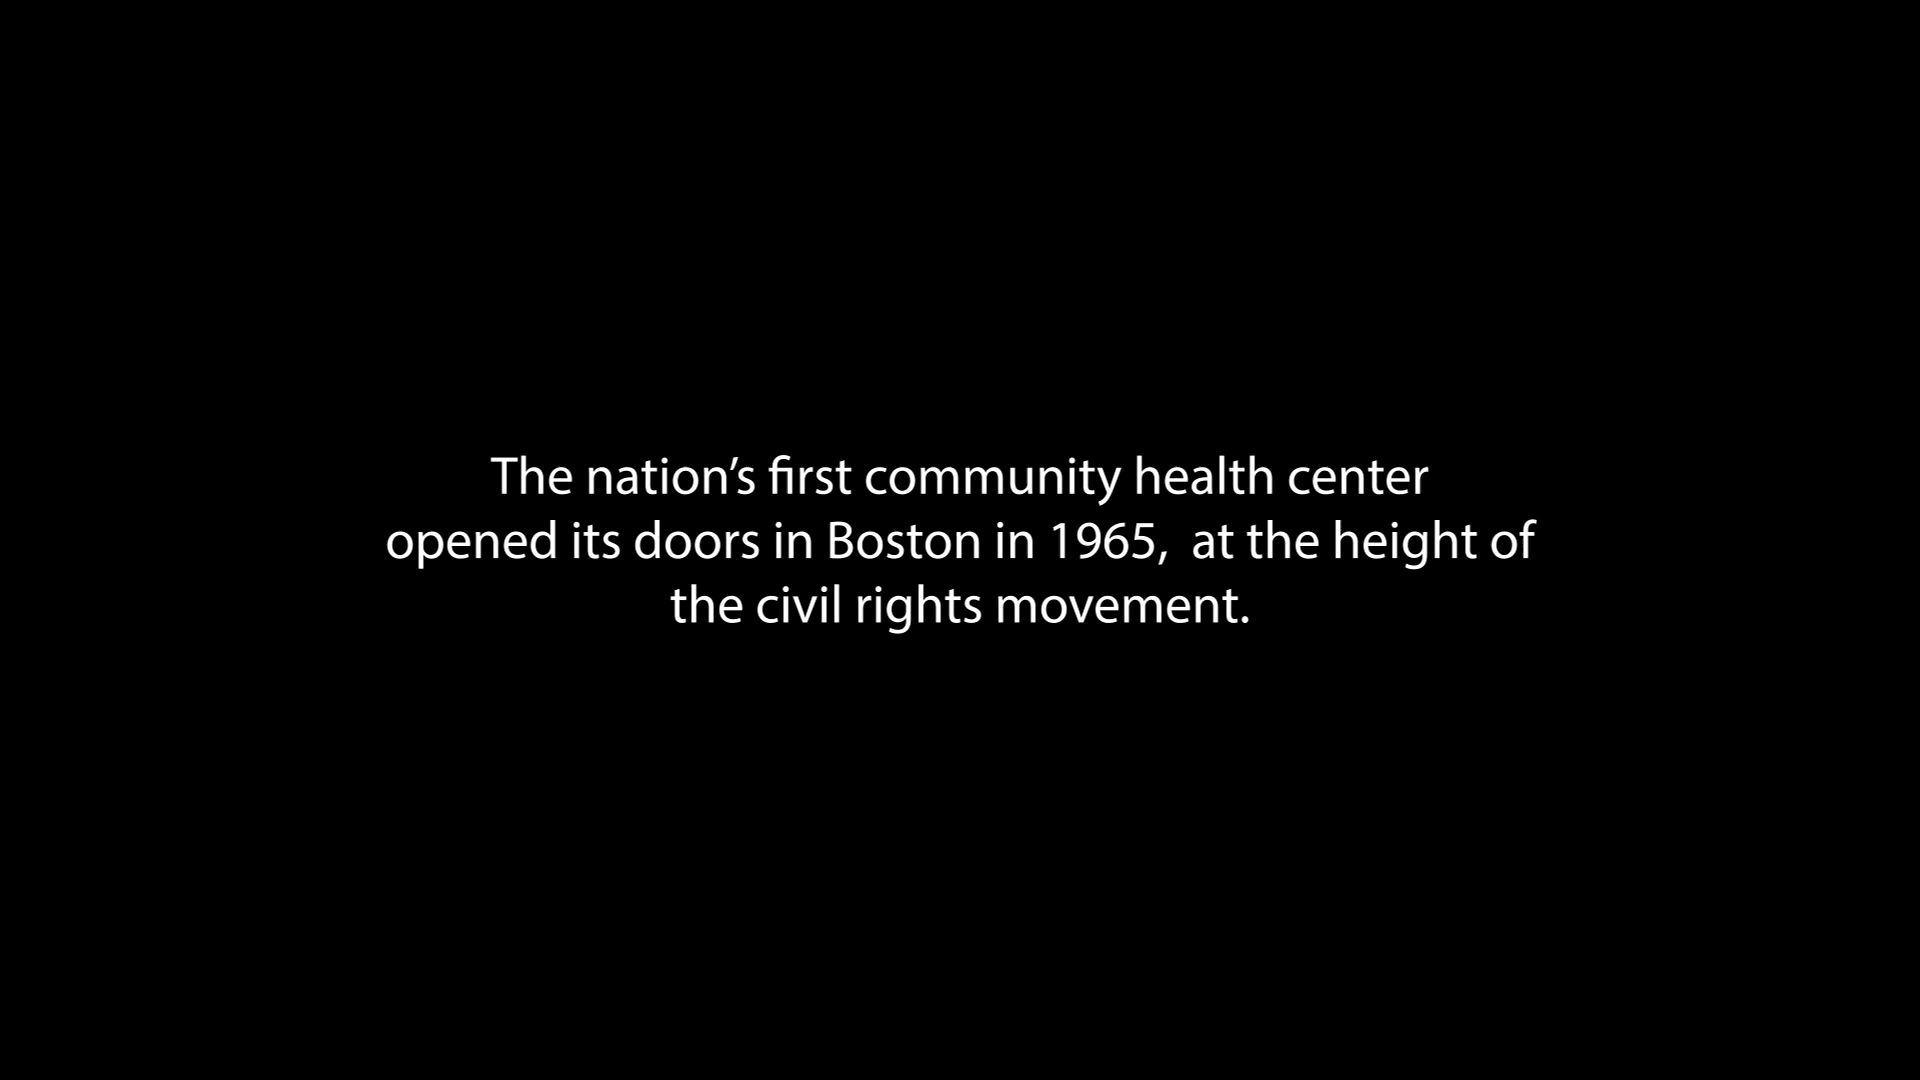 The nation’s first community health center
opened its doors in Boston in 1965,  at the height of
the civil rights movement.